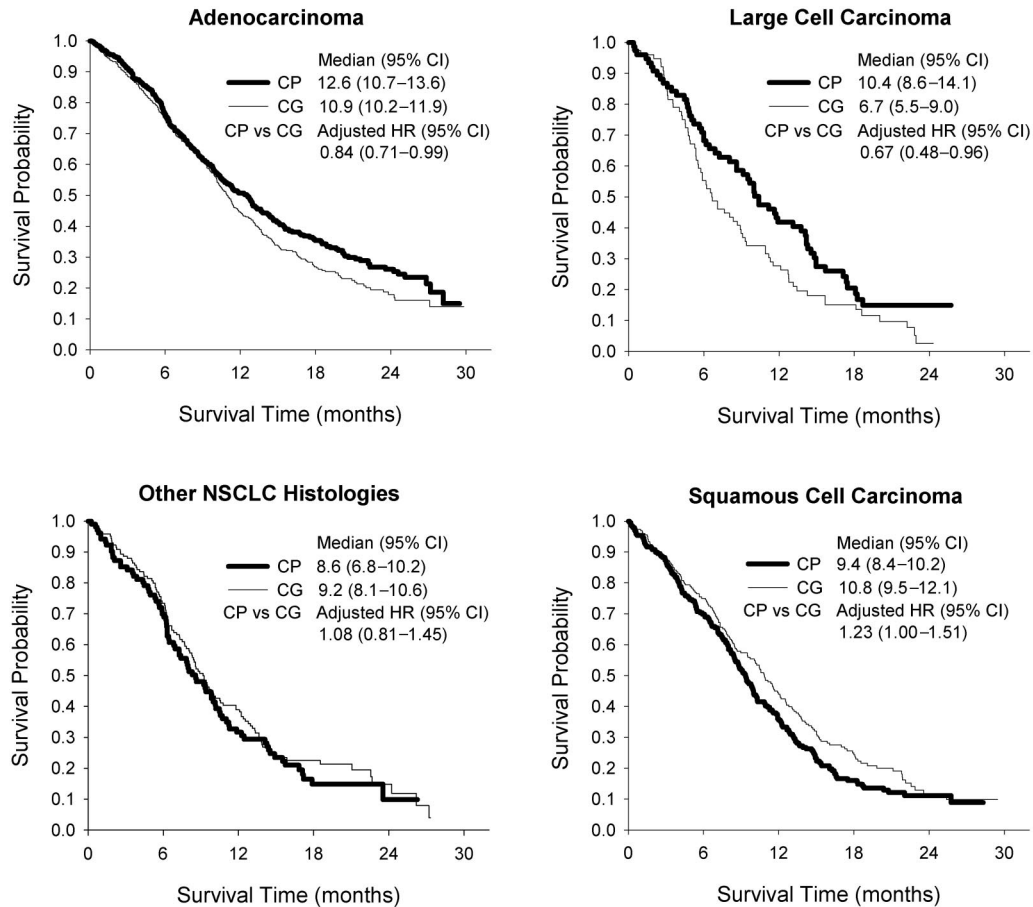 Adenocarcinoma
Survival Probability
1.0
0.9
0.8
0.7
0.6
0.5
0.4
0.3
0.2
0.1
0.0
Median (95% CI)
CP 12.6 (10.7–13.6)
CG 10.9 (10.2–11.9)
CP vs CG Adjusted HR (95% CI)
0.84 (0.71–0.99)
0 6 12 18 24 30
Survival Time (months)
Large Cell Carcinoma
Survival Probability
1.0
0.9
0.8
0.7
0.6
0.5
0.4
0.3
0.2
0.1
0.0
Median (95% CI)
CP 10.4 (8.6–14.1)
CG 6.7 (5.5–9.0)
CP vs CG Adjusted HR (95% CI)
0.67 (0.48–0.96)
0 6 12 18 24 30
Survival Time (months)
Other NSCLC Histologies
Survival Probability
1.0
0.9
0.8
0.7
0.6
0.5
0.4
0.3
0.2
0.1
0.0
Median (95% CI)
CP 8.6 (6.8–10.2)
CG 9.2 (8.1–10.6)
CP vs CG Adjusted HR (95% CI)
1.08 (0.81–1.45)
0 6 12 18 24 30
Survival Time (months)
Squamous Cell Carcinoma
Survival Probability
1.0
0.9
0.8
0.7
0.6
0.5
0.4
0.3
0.2
0.1
0.0
Median (95% CI)
CP 9.4 (8.4–10.2)
CG 10.8 (9.5–12.1)
CP vs CG Adjusted HR (95% CI)
1.23 (1.00–1.51)
0 6 12 18 24 30
Survival Time (months)